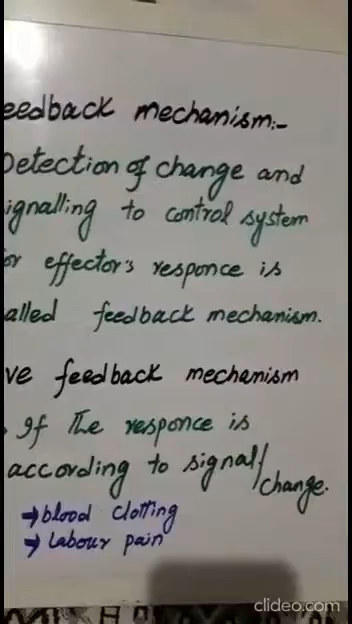 eedback mechanism:-
Detection of change and
ignalling to control system
or effector's responce is
alled feedback mechanism.
ve feedback mechanism
If the responce is
according to signal/
change.
→ blood clotting
→ Labour pain
clideo.com